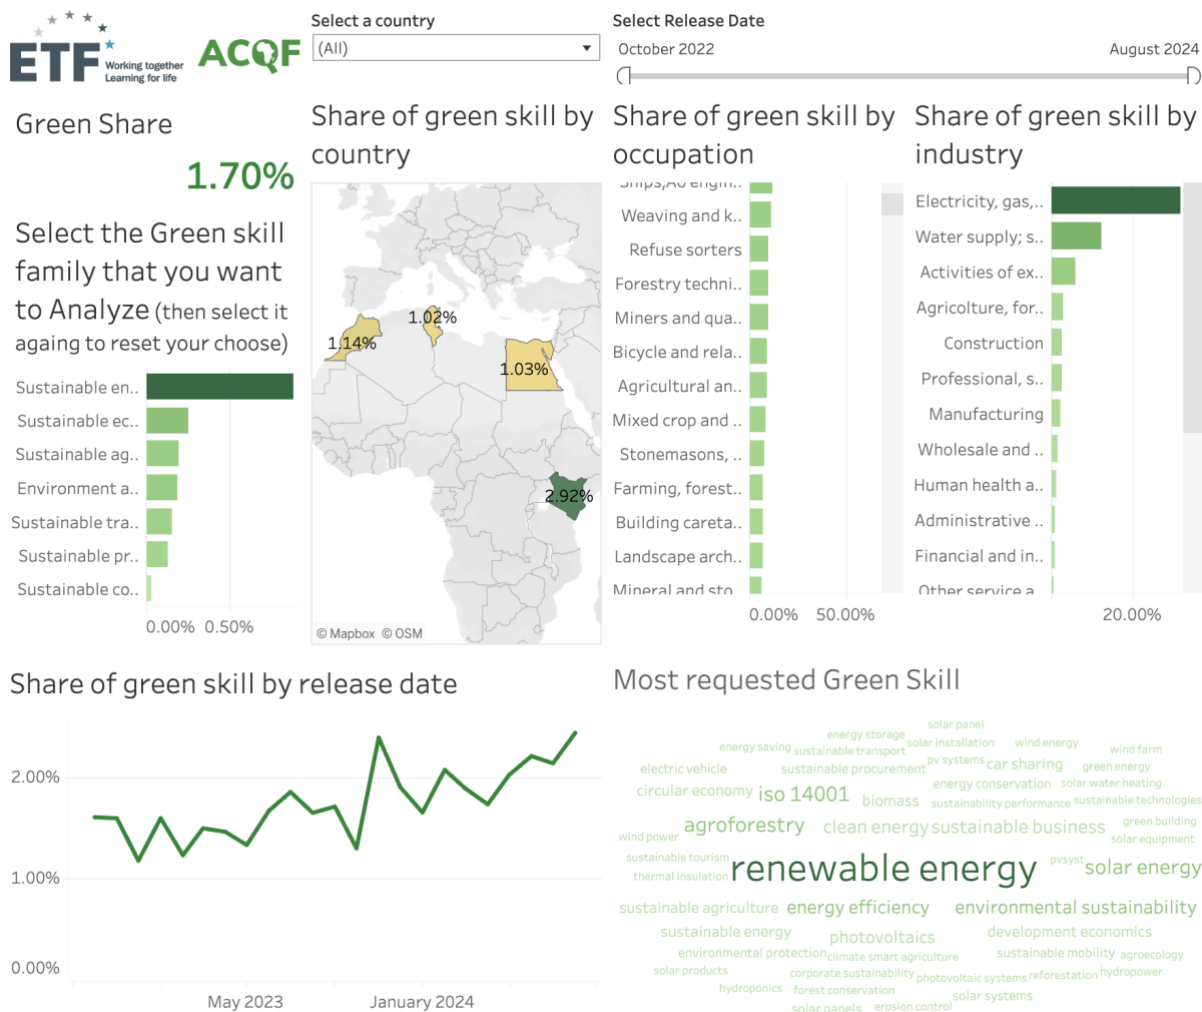 ETF
Working together
Learning for life
ACQF
Select a country
(All)
Select Release Date
October 2022
August 2024
Green Share
1.70%
Select the Green skill
family that you want
to Analyze (then select it
againg to reset your choose)
Sustainable en..
Sustainable ec..
Sustainable ag..
Environment a..
Sustainable tra..
Sustainable pr..
Sustainable co..
0.00% 0.50%
Share of green skill by
country
1.02%
1.14%
1.03%
2.92%
© Mapbox © OSM
Share of green skill by
occupation
Weaving and k..
Refuse sorters
Forestry techni..
Miners and qua..
Bicycle and rela..
Agricultural an..
Mixed crop and ..
Stonemasons, ..
Farming, forest..
Building careta..
Landscape arch..
Mineral and sto..
0.00% 50.00%
Share of green skill by
industry
Electricity, gas,..
Water supply; s..
Activities of ex..
Agricolture, for..
Construction
Professional, s..
Manufacturing
Wholesale and ..
Human health a..
Administrative ..
Financial and in..
Other service a..
20.00%
Share of green skill by release date
2.00%
1.00%
0.00%
May 2023
January 2024
Most requested Green Skill
solar panel
energy storage
solar installation
wind energy
energy saving
sustainable transport
wind farm
pv systems
car sharing
green energy
electric vehicle
sustainable procurement
energy conservation
solar water heating
circular economy
iso 14001
biomass
sustainability performance
sustainable technologies
agroforestry
clean energy
sustainable business
green building
wind power
solar equipment
sustainable tourism
renewable energy
pvsyst
solar energy
thermal insulation
sustainable agriculture
energy efficiency
environmental sustainability
sustainable energy
photovoltaics
development economics
environmental protection
climate smart agriculture
sustainable mobility
agroecology
solar products
corporate sustainability
photovoltaic systems
reforestation
hydropower
hydroponics
forest conservation
solar systems
solar panels
erosion control